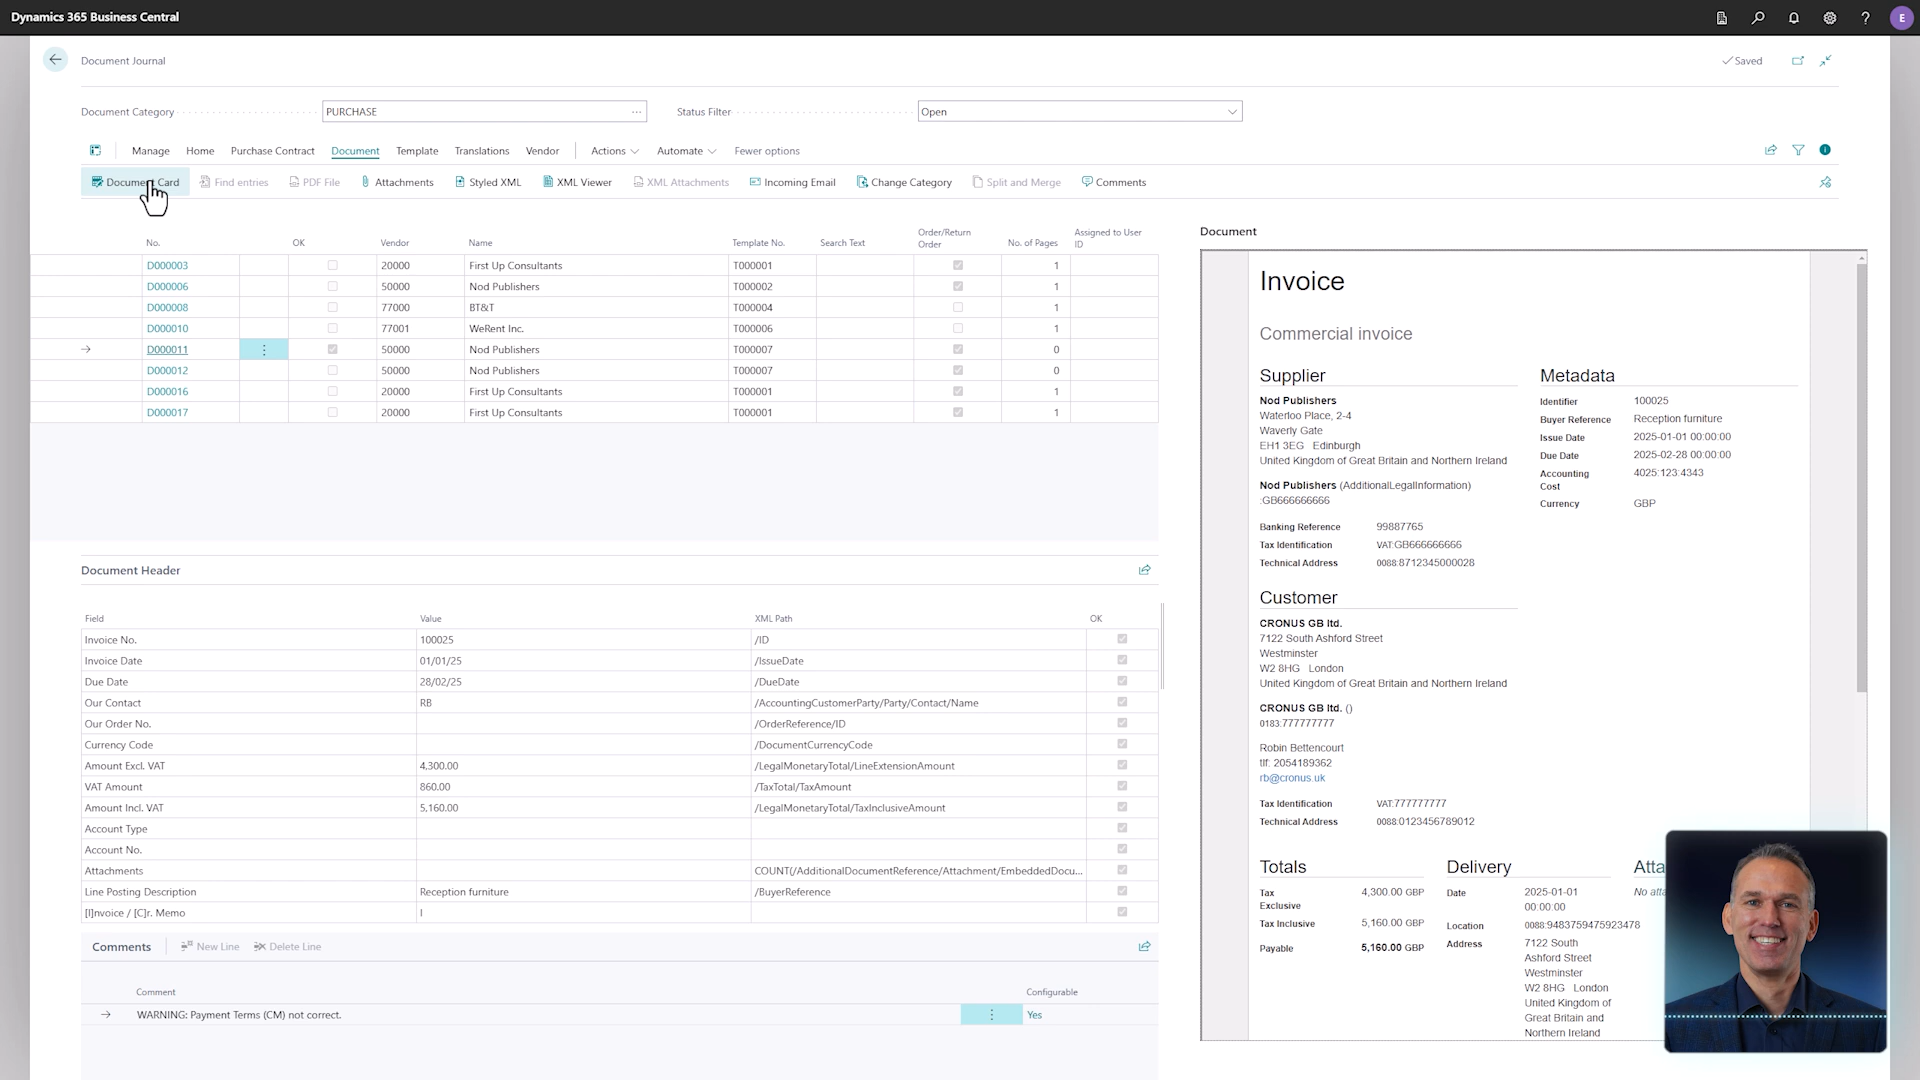 Dynamics 365 Business Central
? E
Document Journal
Saved
Document Category PURCHASE ... Status Filter Open
Manage Home Purchase Contract Document Template Translations Vendor Actions Automate Fewer options
Document Card Find entries PDF File Attachments Styled XML XML Viewer XML Attachments Incoming Email Change Category Split and Merge Comments
No. OK Vendor Name Template No. Search Text Order/Return Order No. of Pages Assigned to User ID
D000003 20000 First Up Consultants T000001 1
D000006 50000 Nod Publishers T000002 1
D000008 77000 BT&T T000004 1
D000010 77001 WeRent Inc. T000006 1
D000011 50000 Nod Publishers T000007 0
D000012 50000 Nod Publishers T000007 0
D000016 20000 First Up Consultants T000001 1
D000017 20000 First Up Consultants T000001 1
Document Header
Field Value XML Path OK
Invoice No. 100025 /ID
Invoice Date 01/01/25 /IssueDate
Due Date 28/02/25 /DueDate
Our Contact RB /AccountingCustomerParty/Party/Contact/Name
Our Order No. /OrderReference/ID
Currency Code /DocumentCurrencyCode
Amount Excl. VAT 4,300.00 /LegalMonetaryTotal/LineExtensionAmount
VAT Amount 860.00 /TaxTotal/TaxAmount
Amount Incl. VAT 5,160.00 /LegalMonetaryTotal/TaxInclusiveAmount
Account Type
Account No.
Attachments COUNT(/AdditionalDocumentReference/Attachment/EmbeddedDocu...
Line Posting Description Reception furniture /BuyerReference
[I]nvoice / [C]r. Memo I
Comments New Line Delete Line
Comment Configurable
WARNING: Payment Terms (CM) not correct. Yes
Document
Invoice
Commercial invoice
Supplier
Nod Publishers
Waterloo Place, 2-4
Waverly Gate
EH1 3EG Edinburgh
United Kingdom of Great Britain and Northern Ireland
Nod Publishers (AdditionalLegalInformation)
:GB666666666
Banking Reference 99887765
Tax Identification VAT:GB666666666
Technical Address 0088:8712345000028
Metadata
Identifier 100025
Buyer Reference Reception furniture
Issue Date 2025-01-01 00:00:00
Due Date 2025-02-28 00:00:00
Accounting Cost 4025:123:4343
Currency GBP
Customer
CRONUS GB ltd.
7122 South Ashford Street
Westminster
W2 8HG London
United Kingdom of Great Britain and Northern Ireland
CRONUS GB ltd. ()
0183:777777777
Robin Bettencourt
tlf: 2054189362
rb@cronus.uk
Tax Identification VAT:777777777
Technical Address 0088:0123456789012
Totals
Tax Exclusive 4,300.00 GBP
Tax Inclusive 5,160.00 GBP
Payable 5,160.00 GBP
Delivery
Date 2025-01-01
00:00:00
Location 0088:9483759475923478
Address 7122 South
Ashford Street
Westminster
W2 8HG London
United Kingdom of
Great Britain and
Northern Ireland
Atta
No atta